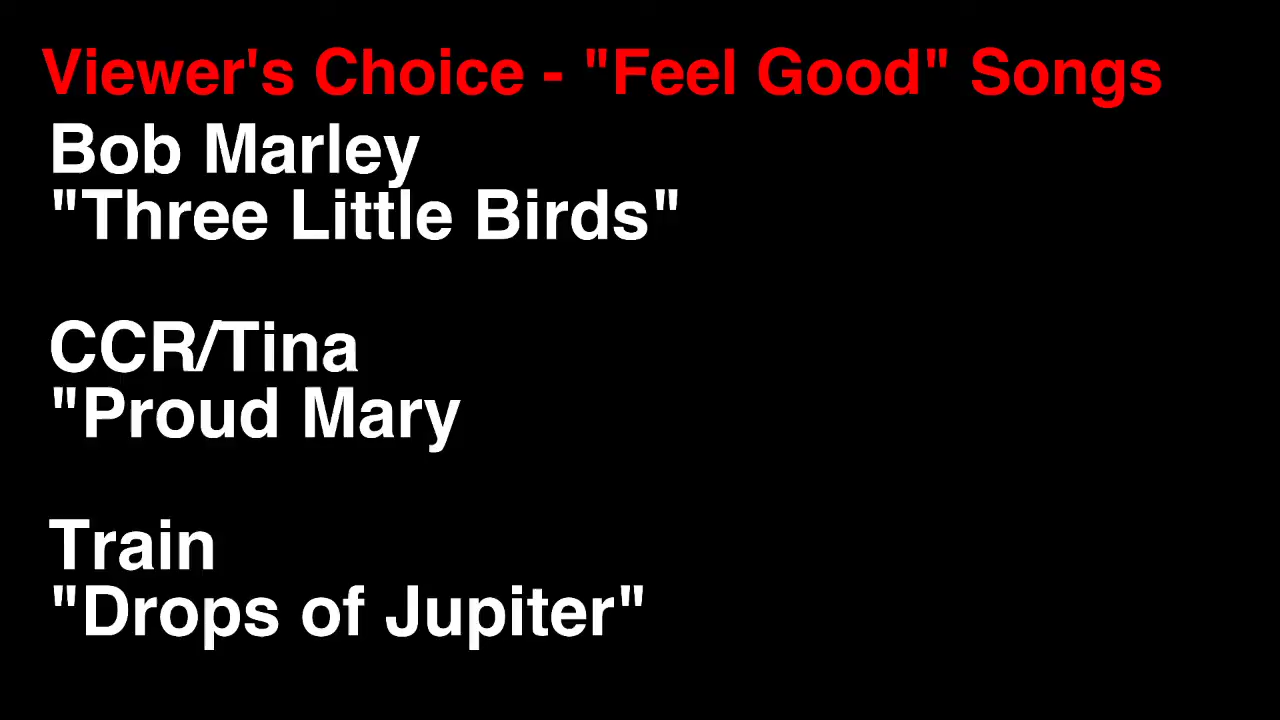 Viewer's Choice - "Feel Good" Songs
Bob Marley
"Three Little Birds"
CCR/Tina
"Proud Mary
Train
"Drops of Jupiter"